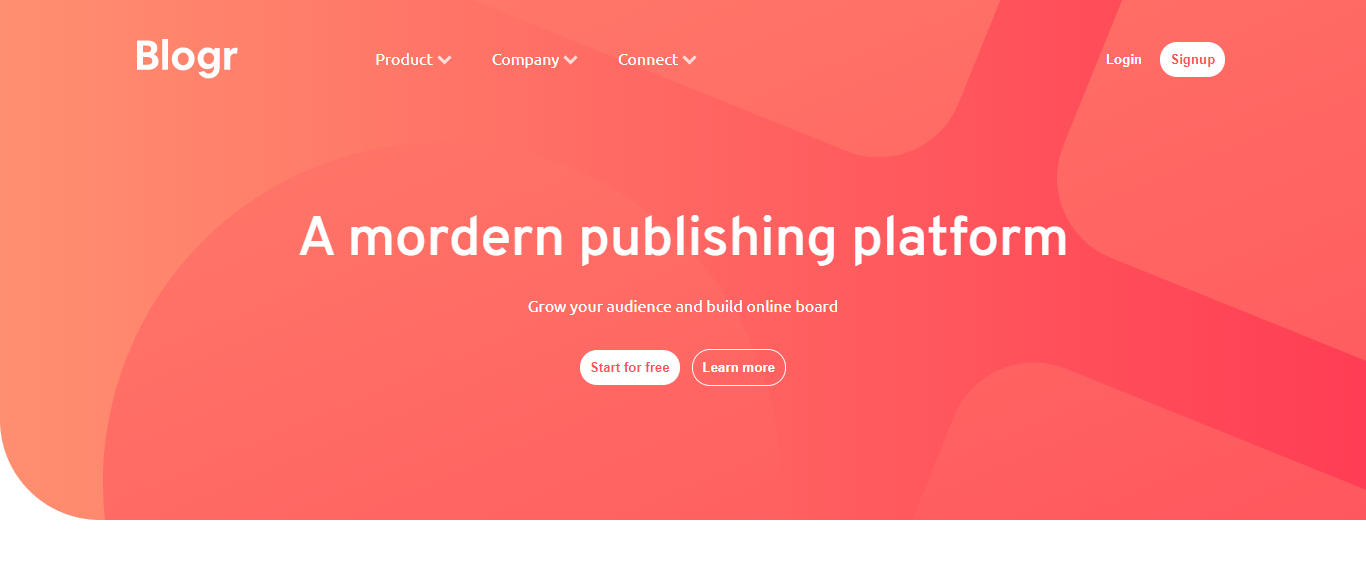 Blogr Product Company Connect Login Signup
A mordern publishing platform
Grow your audience and build online board
Start for free Learn more